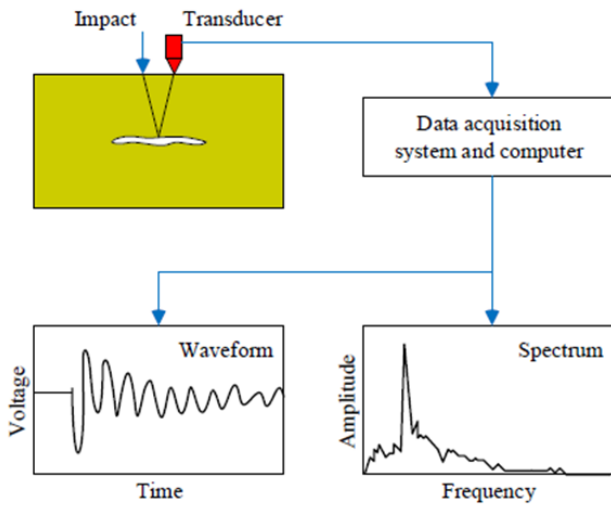 Impact Transducer
Data acquisition
system and computer
Waveform
Voltage
Time
Spectrum
Amplitude
Frequency